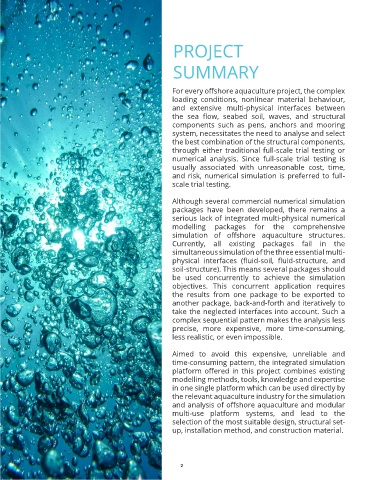 PROJECT
SUMMARY
For every offshore aquaculture project, the complex
loading conditions, nonlinear material behaviour,
and extensive multi-physical interfaces between
the sea flow, seabed soil, waves, and structural
components such as pens, anchors and mooring
system, necessitates the need to analyse and select
the best combination of the structural components,
through either traditional full-scale trial testing or
numerical analysis. Since full-scale trial testing is
usually associated with unreasonable cost, time,
and risk, numerical simulation is preferred to full-
scale trial testing.
Although several commercial numerical simulation
packages have been developed, there remains a
serious lack of integrated multi-physical numerical
modelling packages for the comprehensive
simulation of offshore aquaculture structures.
Currently, all existing packages fail in the
simultaneous simulation of the three essential multi-
physical interfaces (fluid-soil, fluid-structure, and
soil-structure). This means several packages should
be used concurrently to achieve the simulation
objectives. This concurrent application requires
the results from one package to be exported to
another package, back-and-forth and iteratively to
take the neglected interfaces into account. Such a
complex sequential pattern makes the analysis less
precise, more expensive, more time-consuming,
less realistic, or even impossible.
Aimed to avoid this expensive, unreliable and
time-consuming pattern, the integrated simulation
platform offered in this project combines existing
modelling methods, tools, knowledge and expertise
in one single platform which can be used directly by
the relevant aquaculture industry for the simulation
and analysis of offshore aquaculture and modular
multi-use platform systems, and lead to the
selection of the most suitable design, structural set-
up, installation method, and construction material.
2